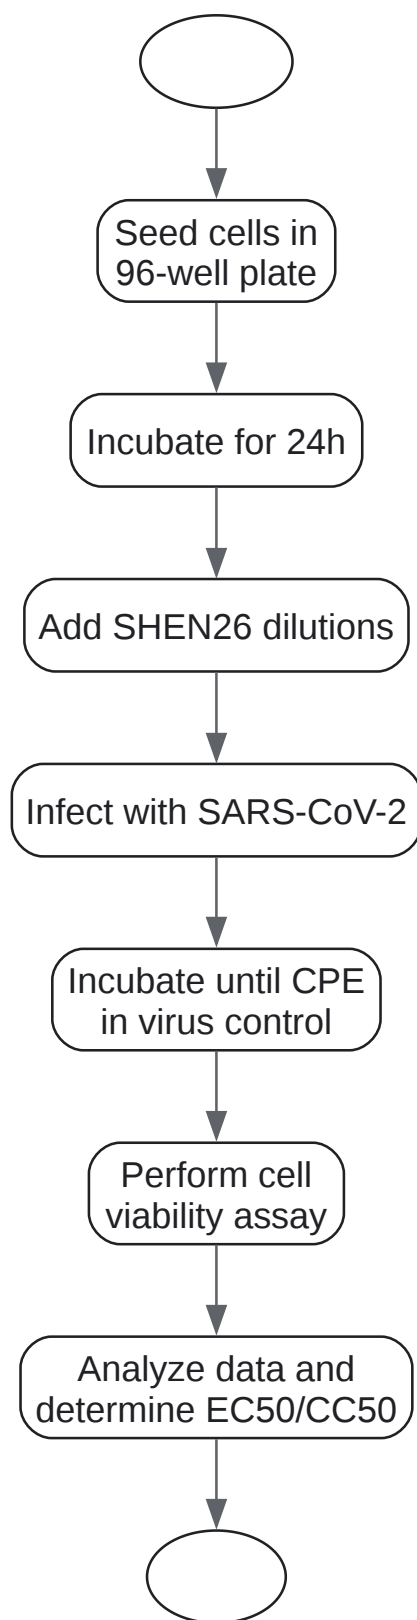 Seed cells in
96-well plate
Incubate for 24h
Add SHEN26 dilutions
Infect with SARS-CoV-2
Incubate until CPE
in virus control
Perform cell
viability assay
Analyze data and
determine EC50/CC50